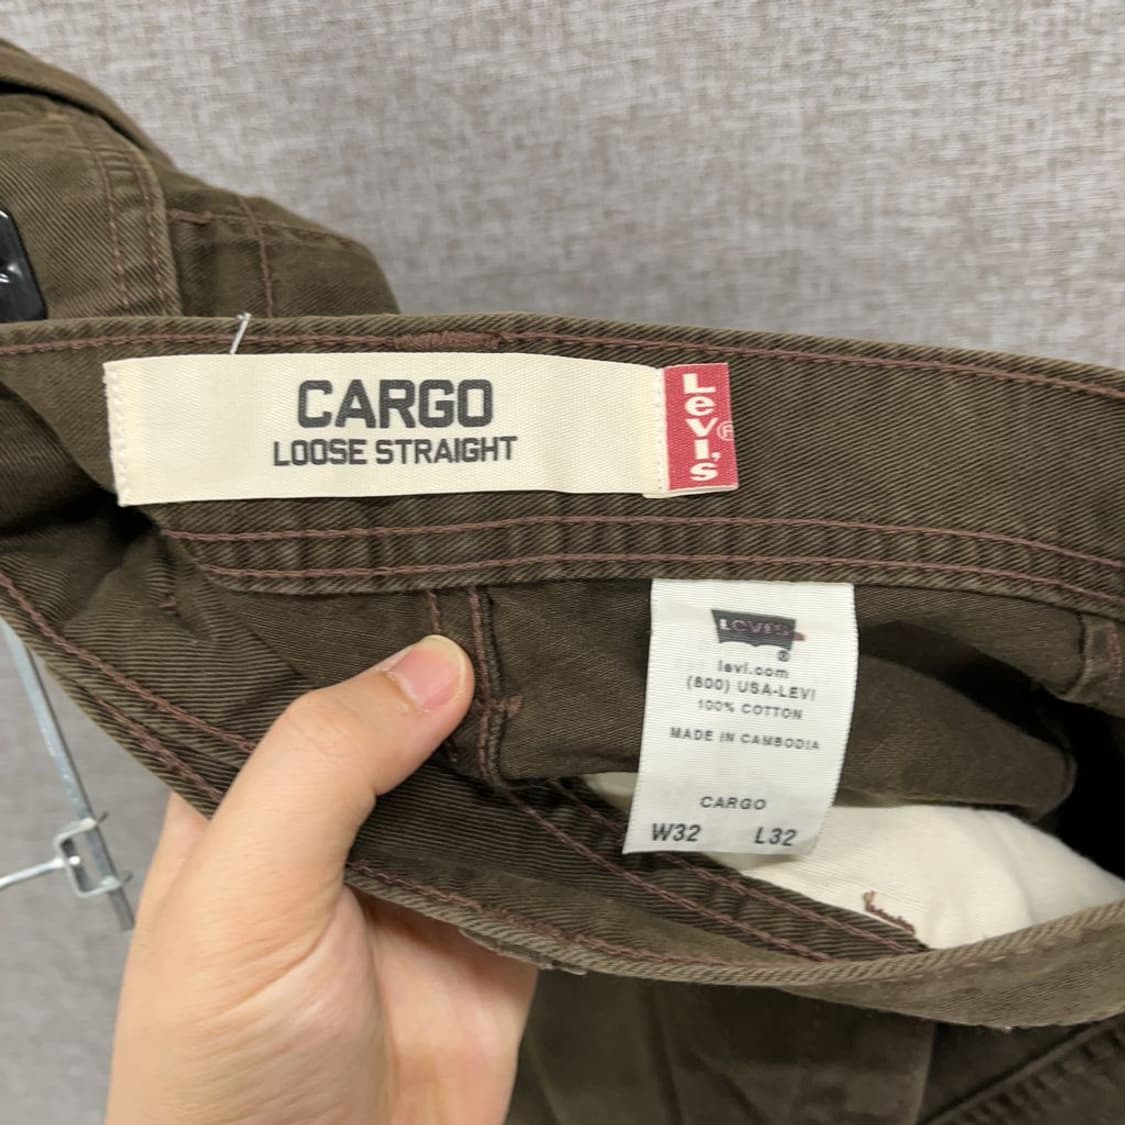 CARGO
LOOSE STRAIGHT
Levi's®
LEVI'S
®
levi.com
(800) USA-LEVI
100% COTTON
MADE IN CAMBODIA
CARGO
W32 L32